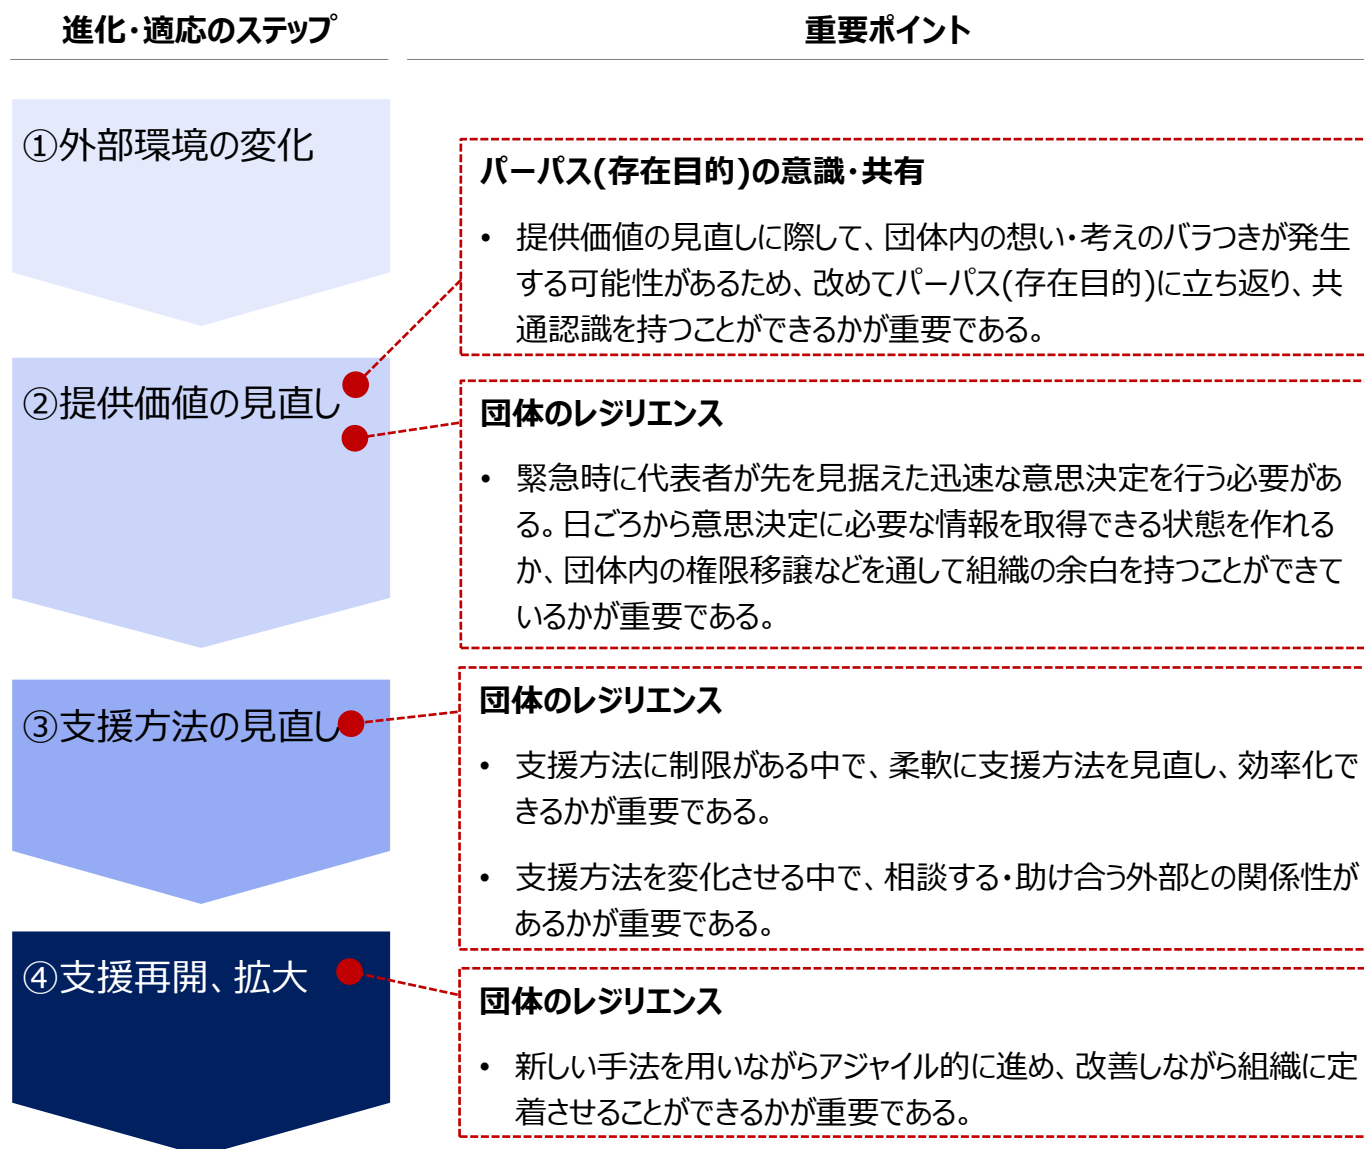 進化・適応のステップ
重要ポイント
①外部環境の変化
パーパス(存在目的)の意識・共有
• 提供価値の見直しに際して、団体内の想い・考えのバラつきが発生
する可能性があるため、改めてパーパス(存在目的)に立ち返り、共
通認識を持つことができるかが重要である。
②提供価値の見直し
団体のレジリエンス
• 緊急時に代表者が先を見据えた迅速な意思決定を行う必要があ
る。日ごろから意思決定に必要な情報を取得できる状態を作れる
か、団体内の権限移譲などを通して組織の余白を持つことができて
いるかが重要である。
③支援方法の見直し
団体のレジリエンス
• 支援方法に制限がある中で、柔軟に支援方法を見直し、効率化で
きるかが重要である。
• 支援方法を変化させる中で、相談する・助け合う外部との関係性が
あるかが重要である。
④支援再開、拡大
団体のレジリエンス
• 新しい手法を用いながらアジャイル的に進め、改善しながら組織に定
着させることができるかが重要である。